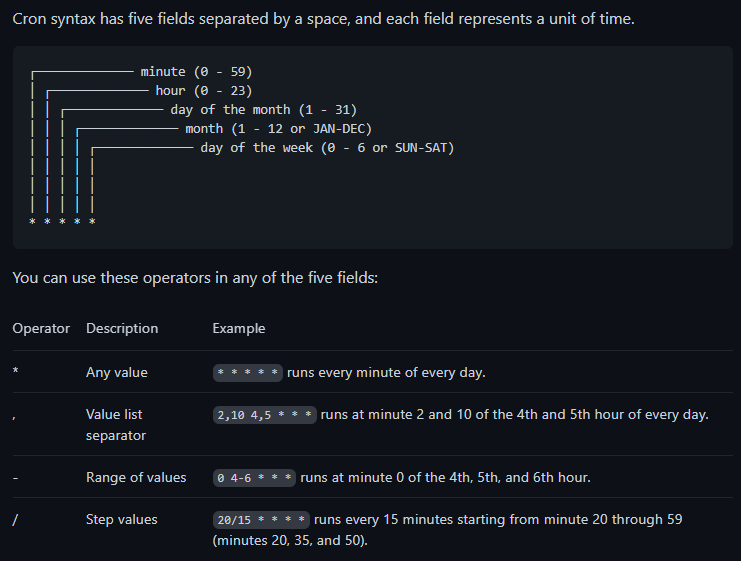 Cron syntax has five fields separated by a space, and each field represents a unit of time.
┌───────────── minute (0 - 59)
│ ┌───────────── hour (0 - 23)
│ │ ┌───────────── day of the month (1 - 31)
│ │ │ ┌───────────── month (1 - 12 or JAN-DEC)
│ │ │ │ ┌───────────── day of the week (0 - 6 or SUN-SAT)
│ │ │ │ │
│ │ │ │ │
│ │ │ │ │
* * * * *
You can use these operators in any of the five fields:
Operator Description Example
* Any value * * * * * runs every minute of every day.
, Value list 2,10 4,5 * * * runs at minute 2 and 10 of the 4th and 5th hour of every day.
separator
- Range of values 0 4-6 * * * runs at minute 0 of the 4th, 5th, and 6th hour.
/ Step values 20/15 * * * * runs every 15 minutes starting from minute 20 through 59
(minutes 20, 35, and 50).